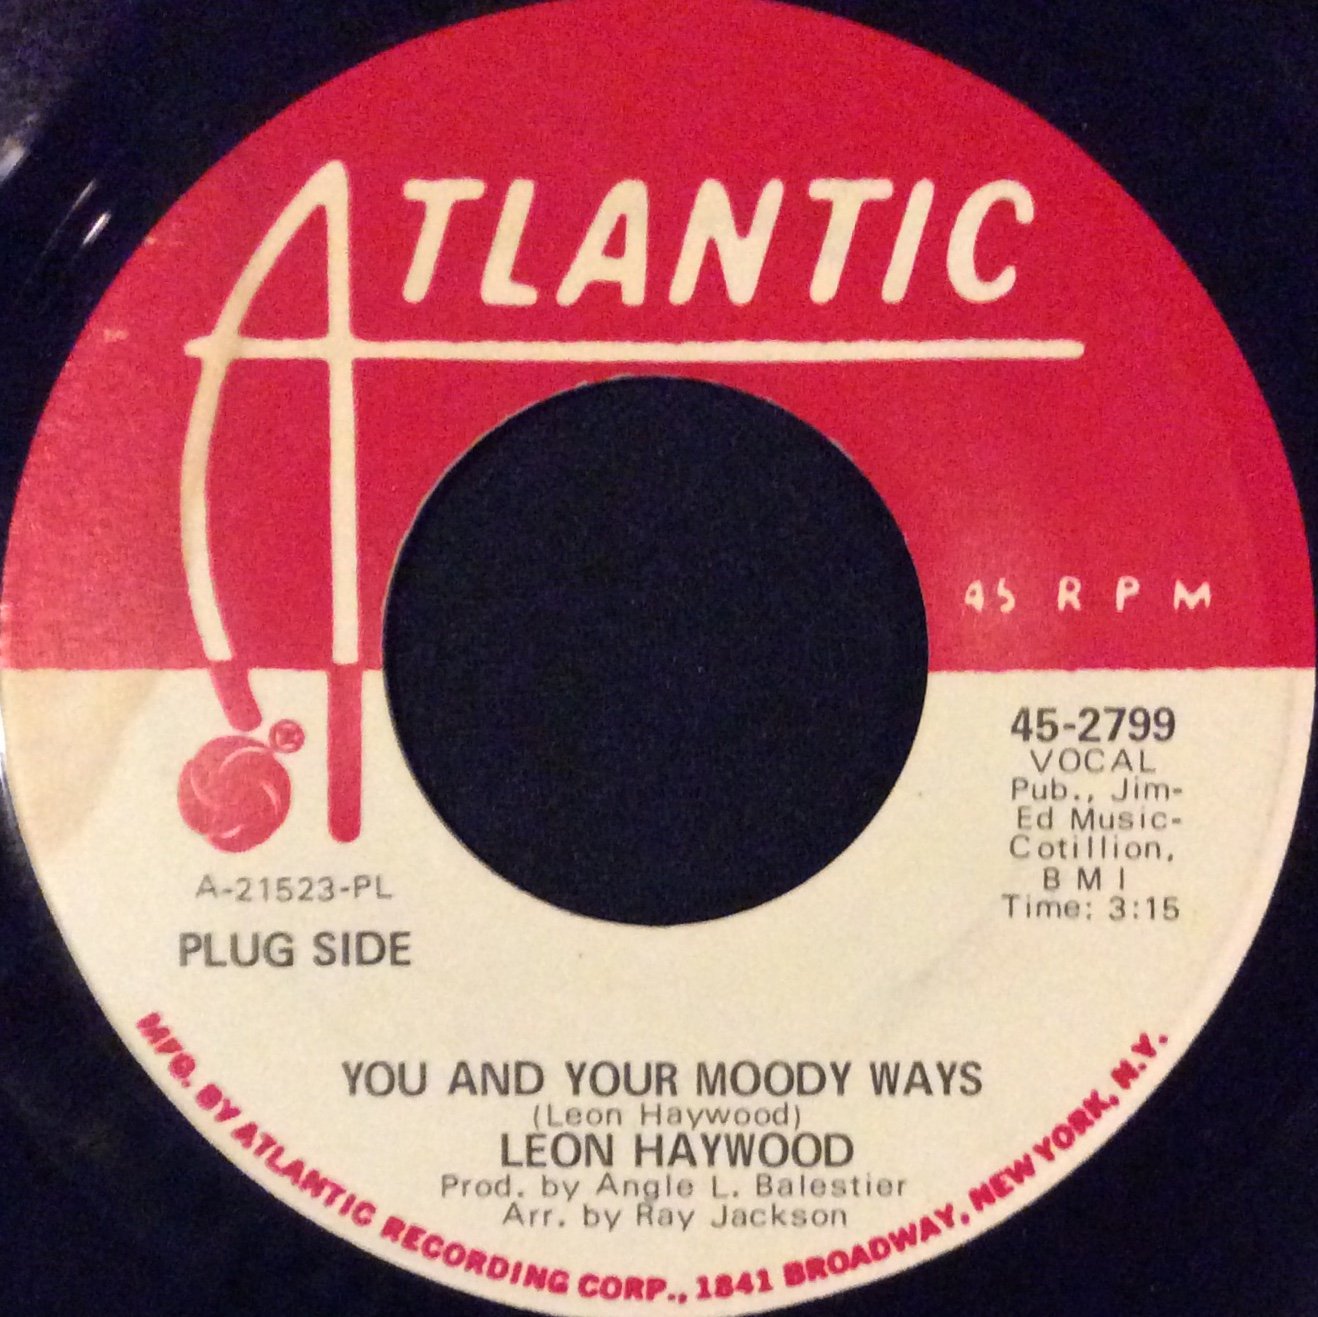 ATLANTIC
45 RPM
®
45-2799
VOCAL
Pub., Jim-
Ed Music-
Cotillion,
B M I
Time: 3:15
A-21523-PL
PLUG SIDE
YOU AND YOUR MOODY WAYS
(Leon Haywood)
LEON HAYWOOD
Prod. by Angle L. Balestier
Arr. by Ray Jackson
MFG. BY ATLANTIC RECORDING CORP., 1841 BROADWAY, NEW YORK, N.Y.